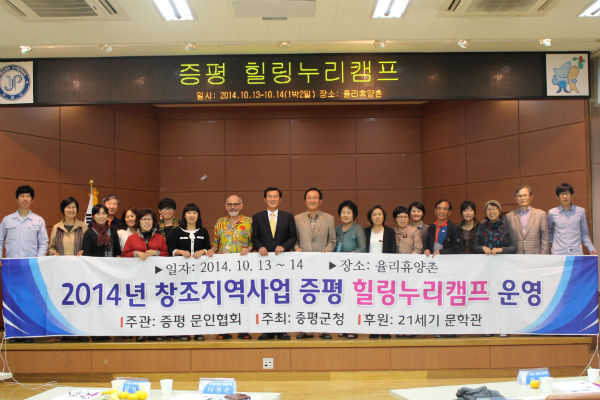 증평 힐링누리캠프
일시: 2014.10.13~10.14(1박2일) 장소: 율리휴양촌
▶일자: 2014. 10. 13 ~ 14 ▶장소: 율리휴양촌
2014년 창조지역사업 증평 힐링누리캠프 운영
주관: 증평 문인협회 주최: 증평군청 후원: 21세기 문학관